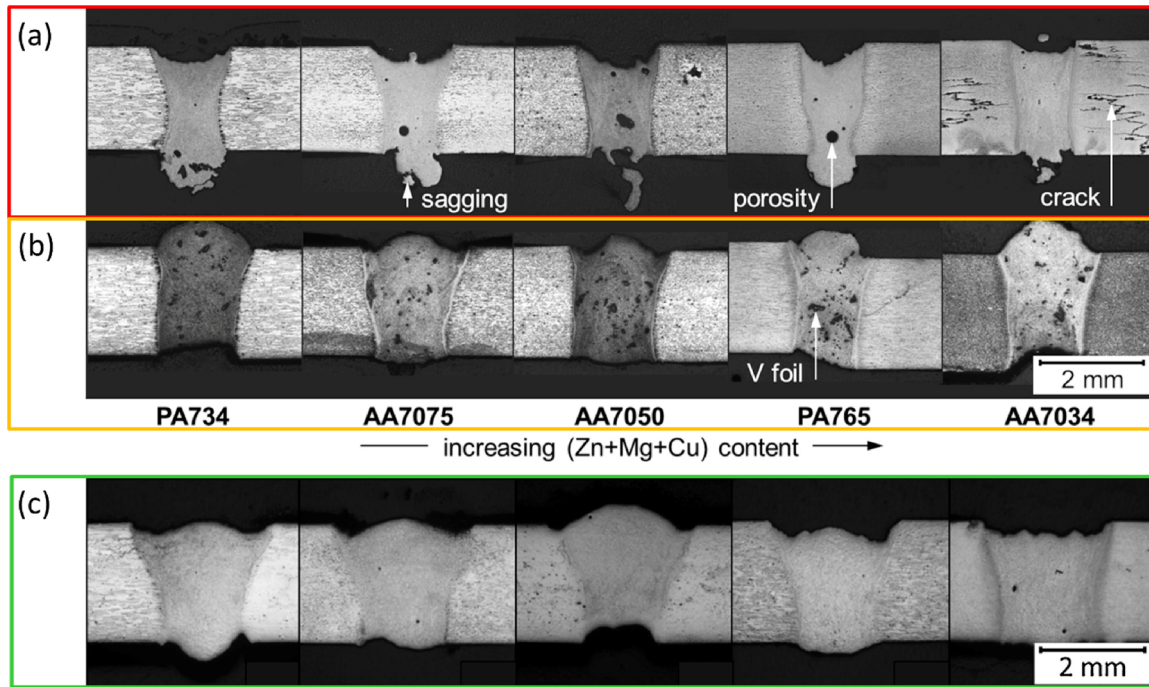 (a)
sagging
porosity
crack
(b)
V foil
2 mm
PA734 AA7075 AA7050 PA765 AA7034
increasing (Zn+Mg+Cu) content
(c)
2 mm